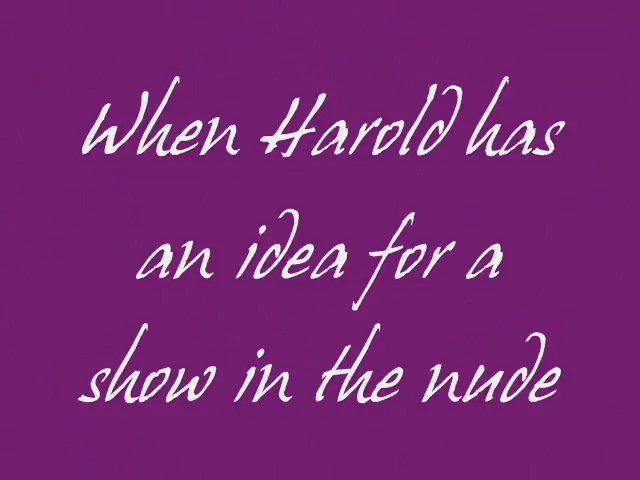 When Harold has
an idea for a
show in the nude